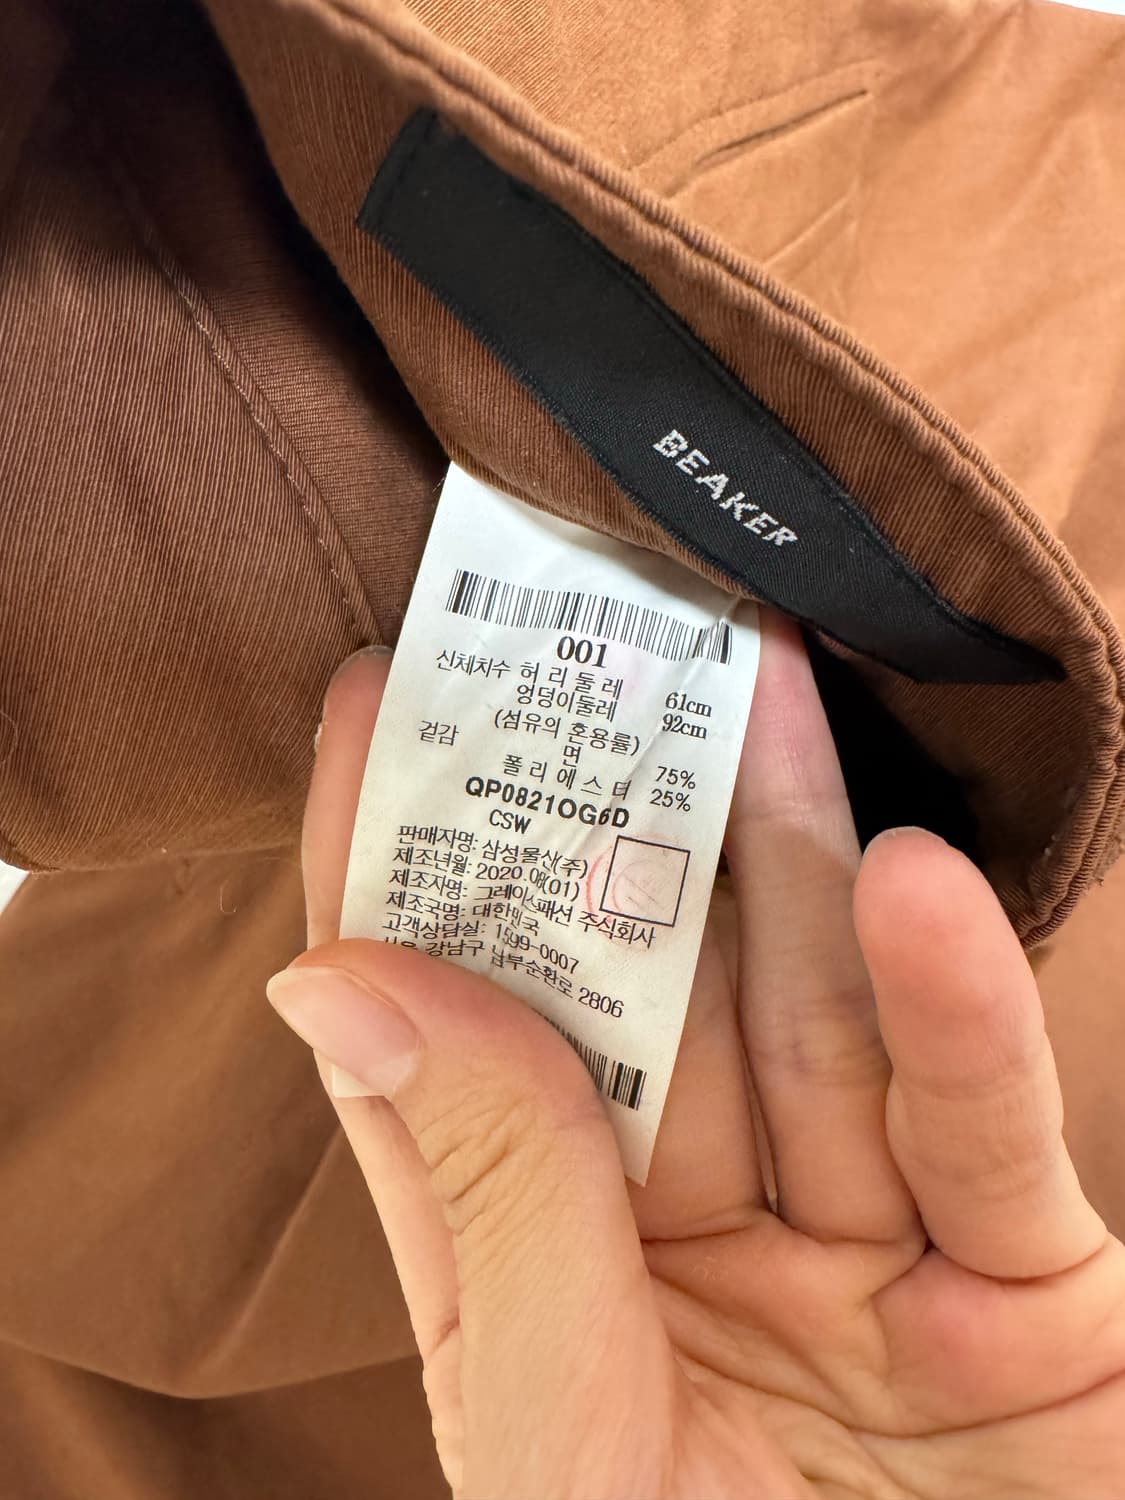 BEAKER
001
신체치수 허리둘레 61cm
엉덩이둘레 92cm
(섬유의 혼용률)
겉감 면 75%
폴리에스터 25%
QP0821OG6D
CSW
판매자명: 삼성물산(주)
제조년월: 2020.08(01)
제조자명: 그레이스패션 주식회사
제조국명: 대한민국
고객상담실: 1599-0007
강남구 남부순환로 2806